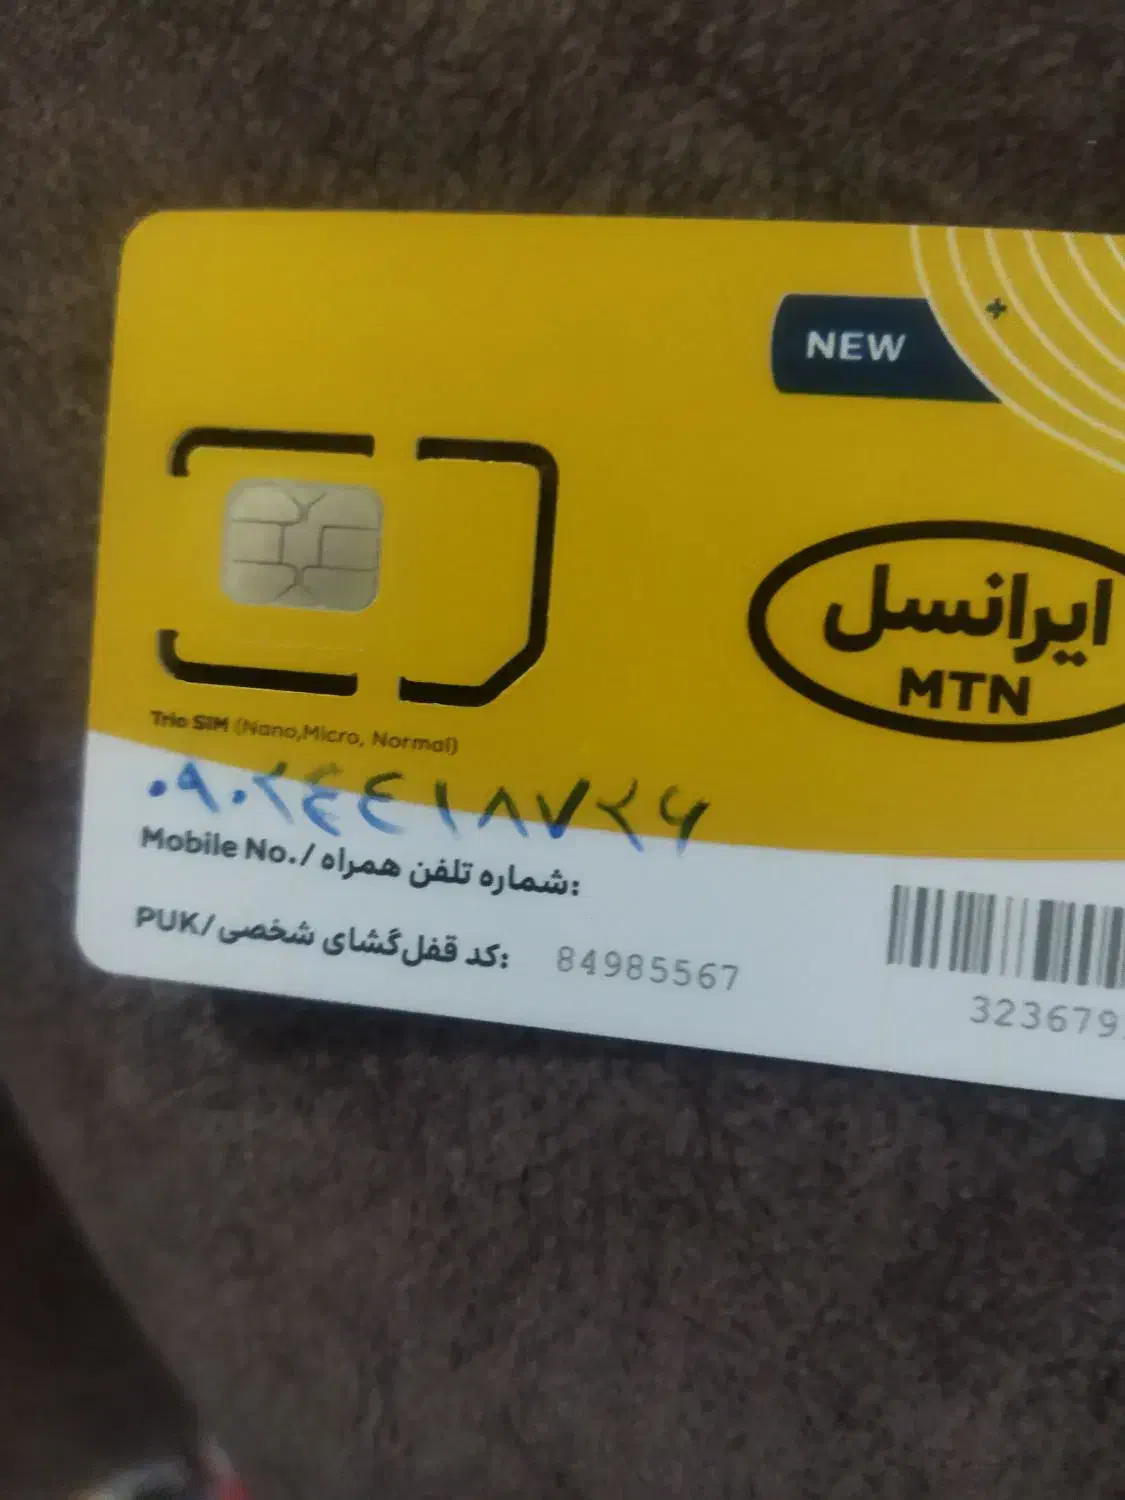 NEW
ایرانسل
MTN
Trio SIM (Nano,Micro, Normal)
۰۹۰۲٤٤۱۸۷۲۶
Mobile No./شماره تلفن همراه:
PUK/کد قفل‌گشای شخصی: 84985567
323679